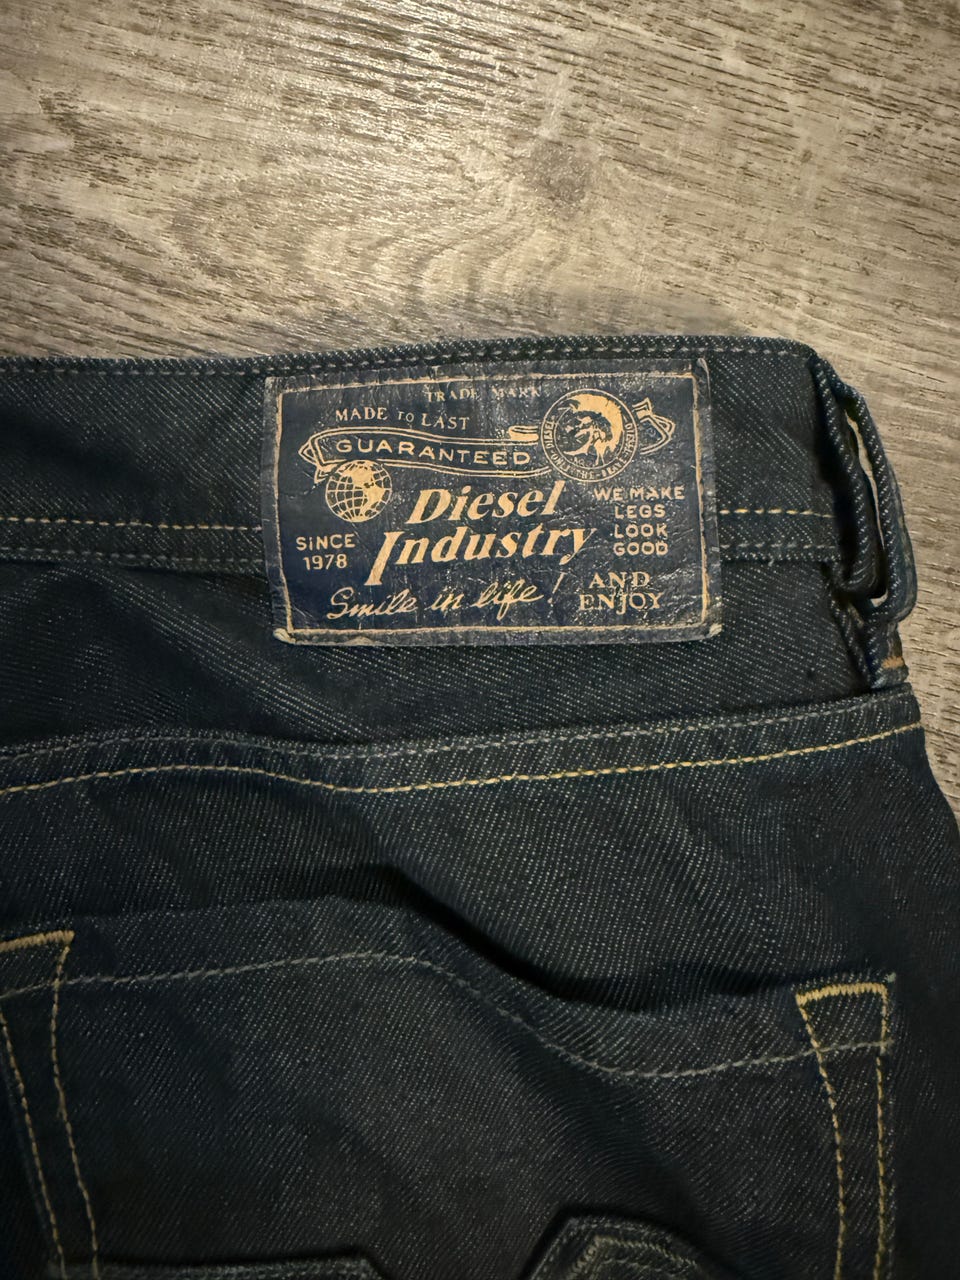 TRADE MARK
MADE TO LAST
GUARANTEED
Diesel
Industry
SINCE
1978
WE MAKE
LEGS
LOOK
GOOD
Smile in life!
AND
ENJOY